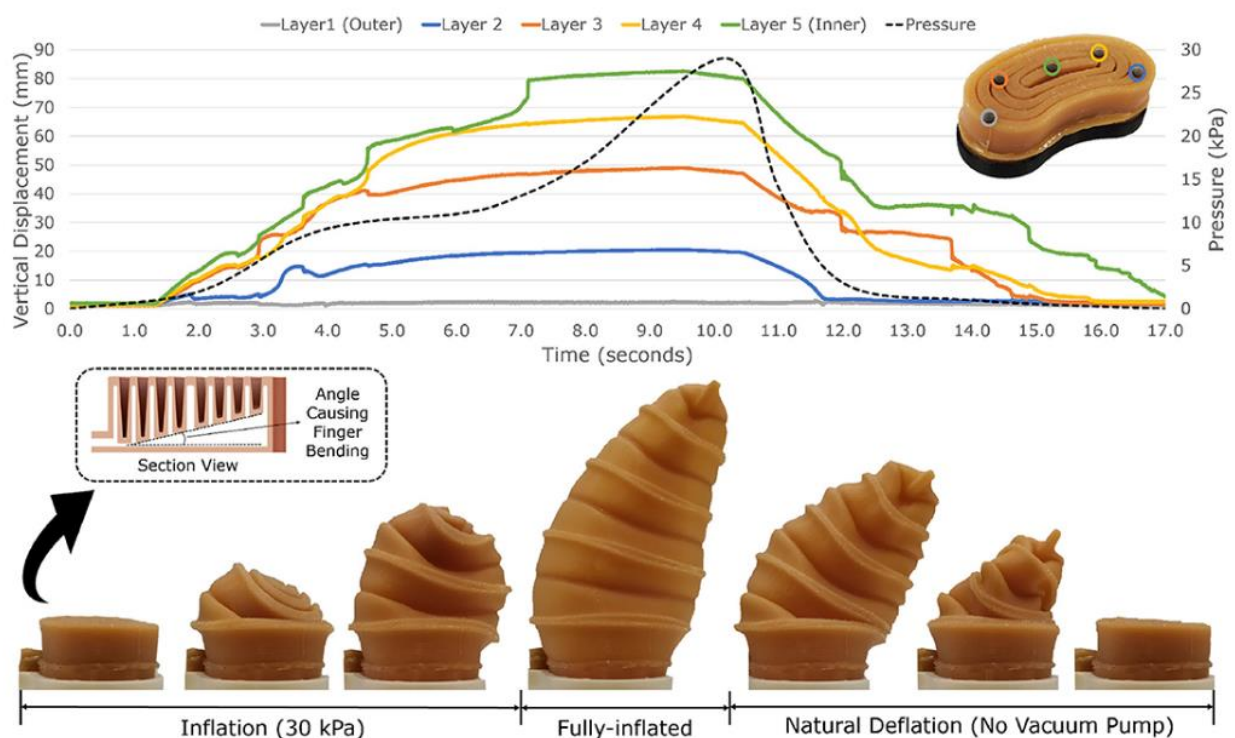 Layer1 (Outer) Layer 2 Layer 3 Layer 4 Layer 5 (Inner) Pressure
Vertical Displacement (mm)
90
80
70
60
50
40
30
20
10
0
30
25
20
15
10
5
0
Pressure (kPa)
0.0 1.0 2.0 3.0 4.0 5.0 6.0 7.0 8.0 9.0 10.0 11.0 12.0 13.0 14.0 15.0 16.0 17.0
Time (seconds)
Angle
Causing
Finger
Bending
Section View
Inflation (30 kPa) Fully-inflated Natural Deflation (No Vacuum Pump)